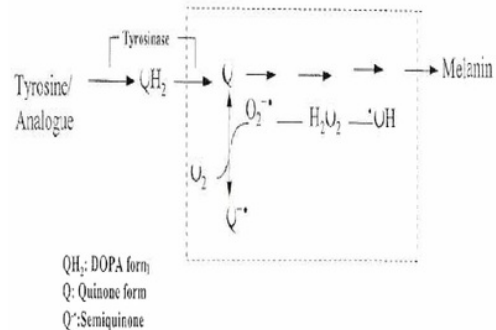 Tyrosinase
Tyrosine/ → QH₂ → Q → → → → Melanin
Analogue
O₂⁻• — H₂O₂ — •OH
O₂
Q⁻•
QH₂: DOPA form
Q: Quinone form
Q⁻•:Semiquinone